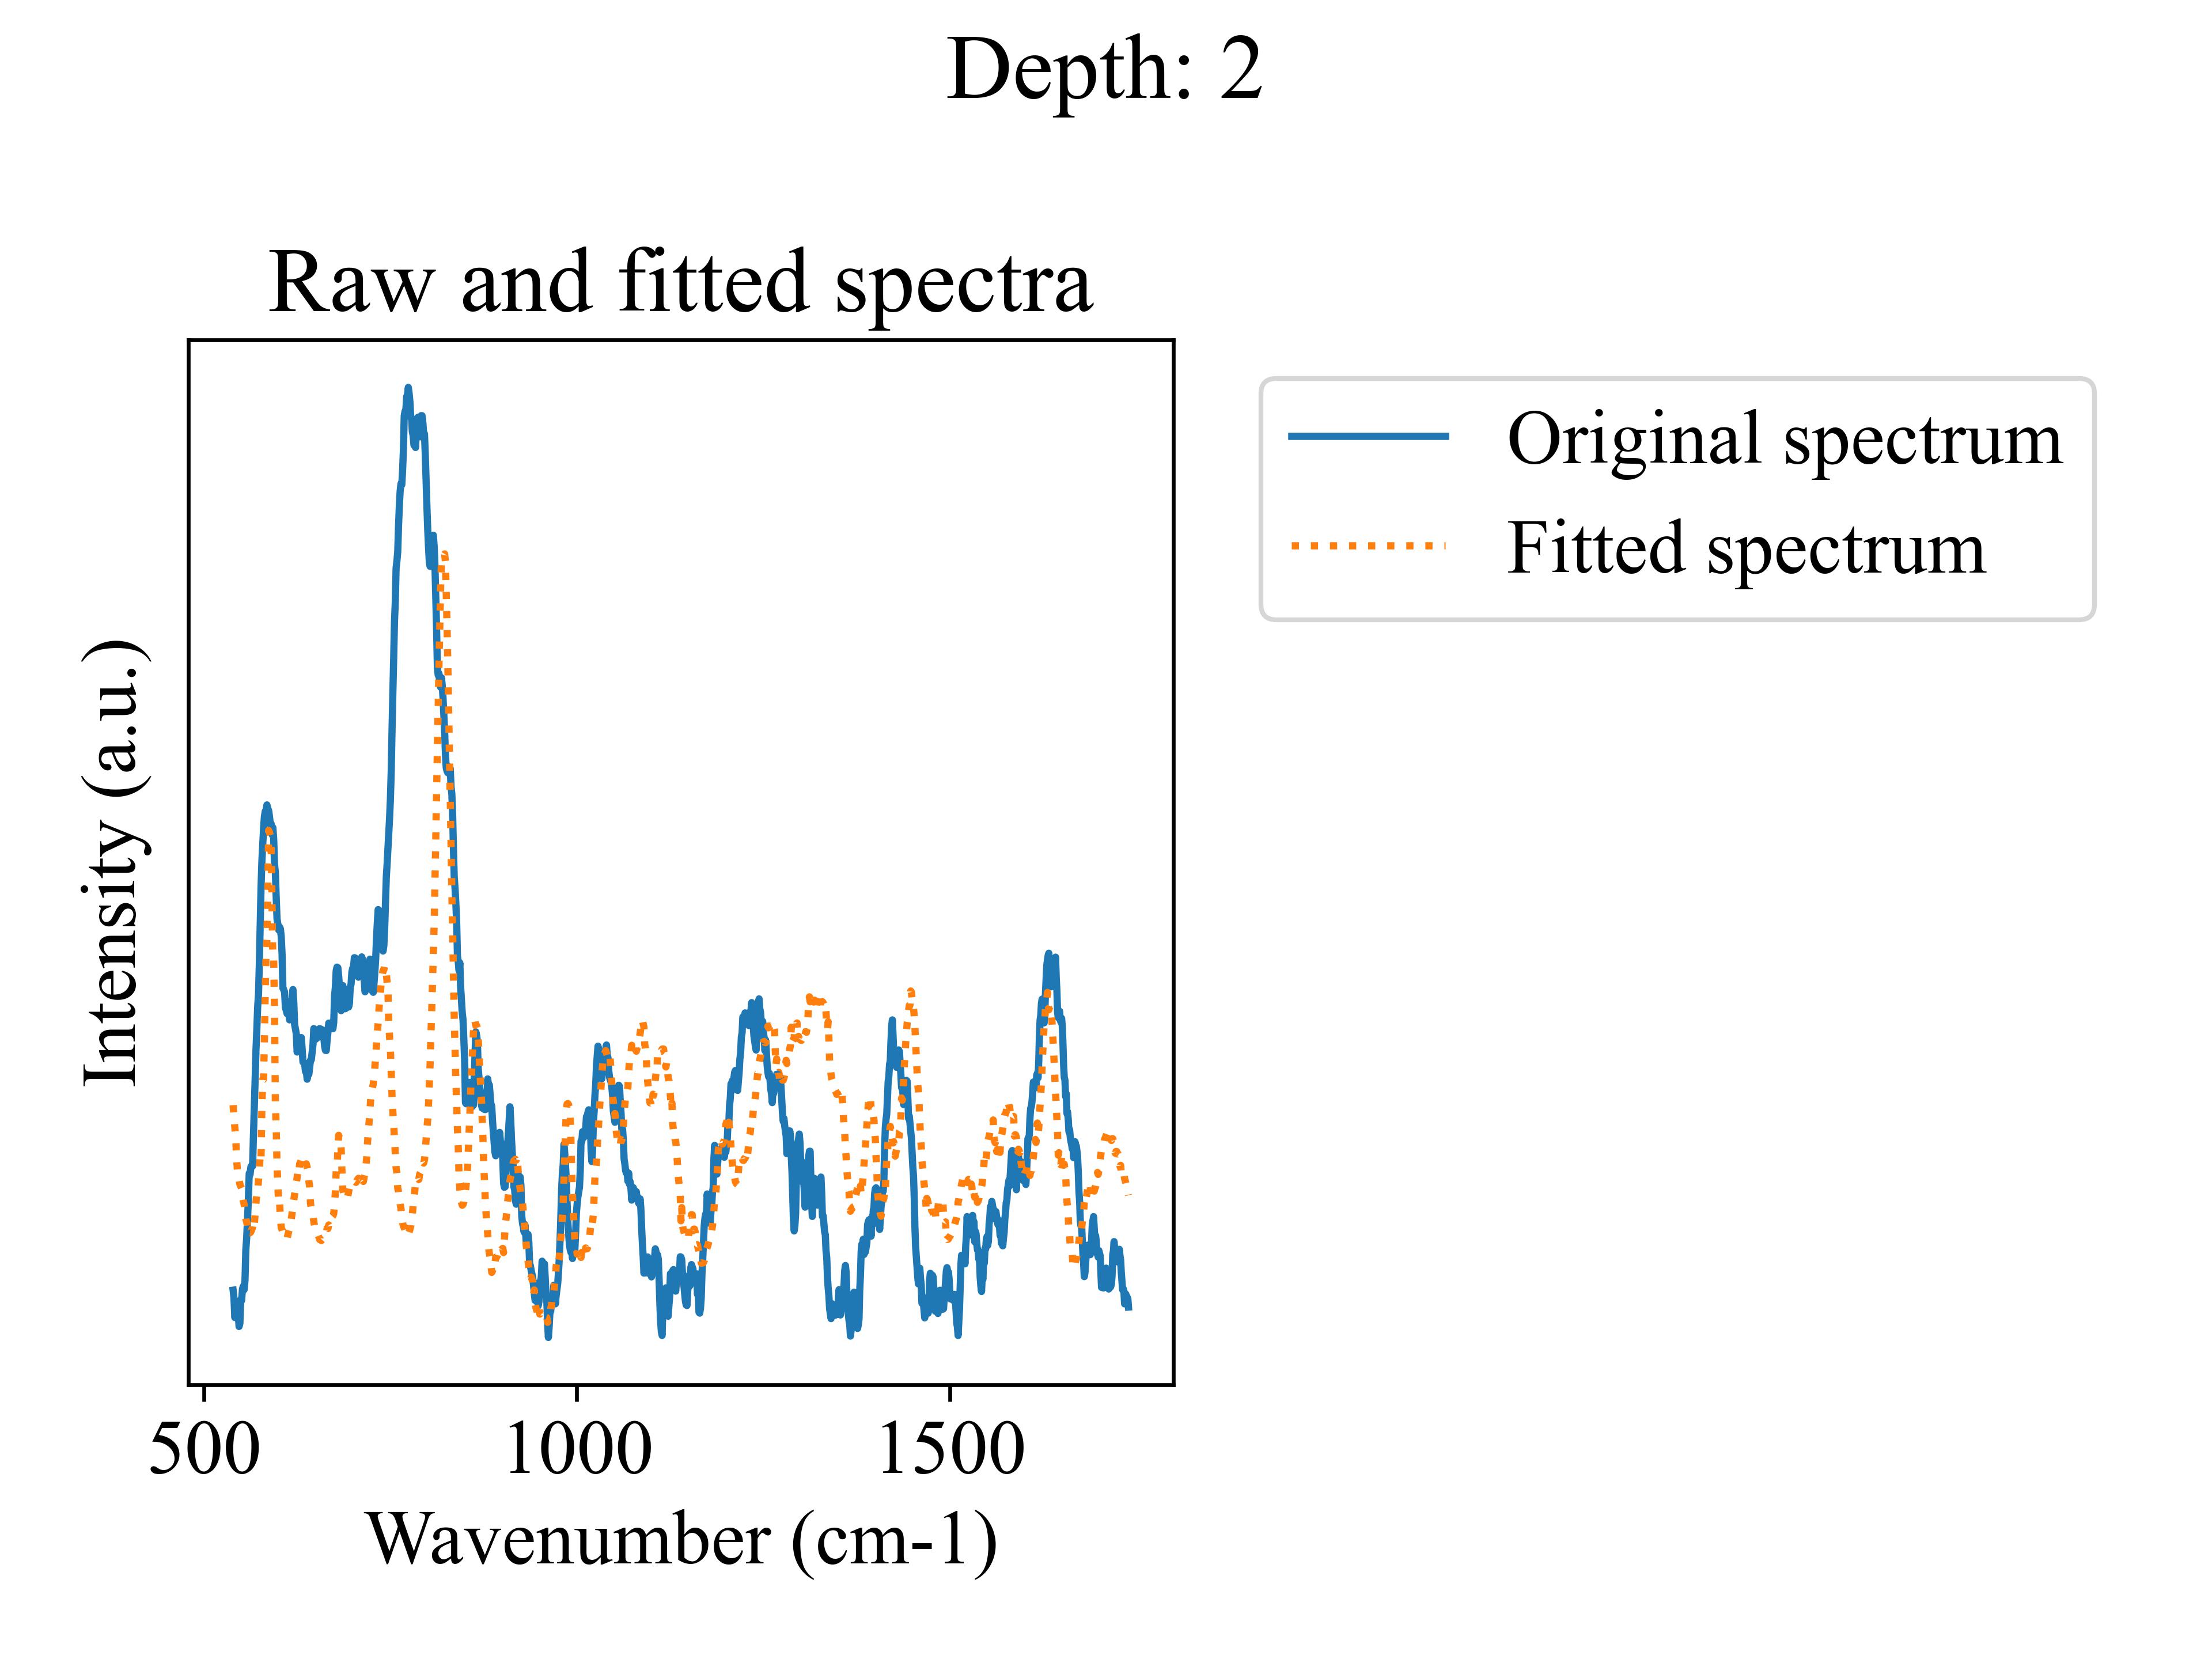 Depth: 2
Raw and fitted spectra
Original spectrum
Fitted spectrum
Intensity (a.u.)
500
1000
1500
Wavenumber (cm-1)